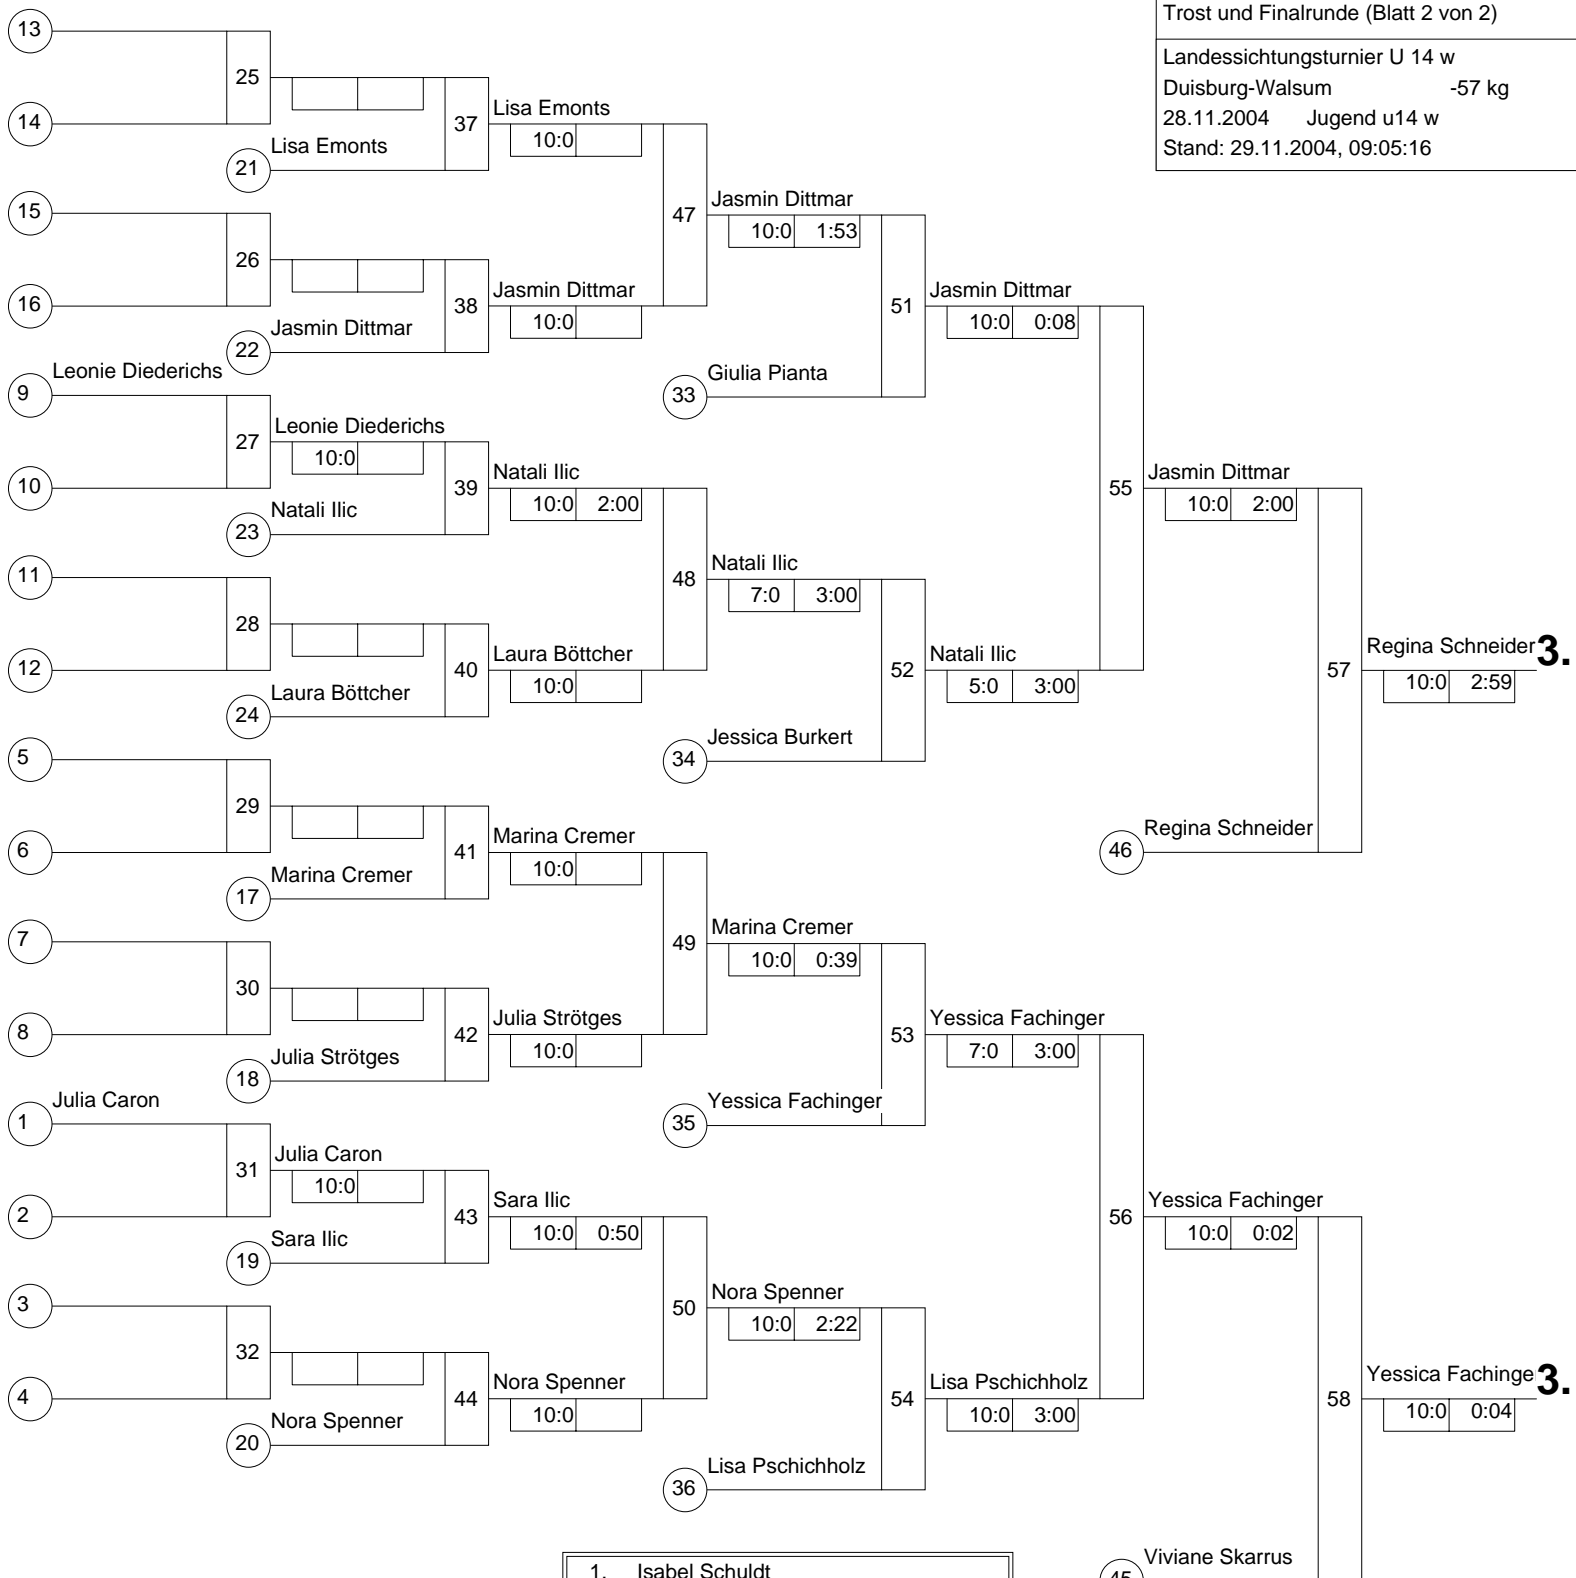 Trost und Finalrunde (Blatt 2 von 2)
Landessichtungsturnier U 14 w
Duisburg-Walsum -57 kg
28.11.2004 Jugend u14 w
Stand: 29.11.2004, 09:05:16
13
25
14
37
Lisa Emonts
10:0
Lisa Emonts
21
15
47
Jasmin Dittmar
10:0 1:53
26
16
38
Jasmin Dittmar
10:0
51
Jasmin Dittmar
10:0 0:08
Jasmin Dittmar
22
Leonie Diederichs
9
Giulia Pianta
33
27
Leonie Diederichs
10:0
10
39
Natali Ilic
10:0 2:00
55
Jasmin Dittmar
10:0 2:00
Natali Ilic
23
11
48
Natali Ilic
7:0 3:00
28
12
40
Laura Böttcher
10:0
52
Natali Ilic
5:0 3:00
57
Regina Schneider 3.
10:0 2:59
Laura Böttcher
24
5
Jessica Burkert
34
29
6
41
Marina Cremer
10:0
Regina Schneider
46
Marina Cremer
17
7
49
Marina Cremer
10:0 0:39
30
8
42
Julia Strötges
10:0
53
Yessica Fachinger
7:0 3:00
Julia Strötges
18
Julia Caron
1
Yessica Fachinger
35
31
Julia Caron
10:0
2
43
Sara Ilic
10:0 0:50
56
Yessica Fachinger
10:0 0:02
Sara Ilic
19
3
50
Nora Spenner
10:0 2:22
32
4
44
Nora Spenner
10:0
54
Lisa Pschichholz
10:0 3:00
58
Yessica Fachinge 3.
10:0 0:04
Nora Spenner
20
Lisa Pschichholz
36
Viviane Skarrus
45
1. Isabel Schuldt